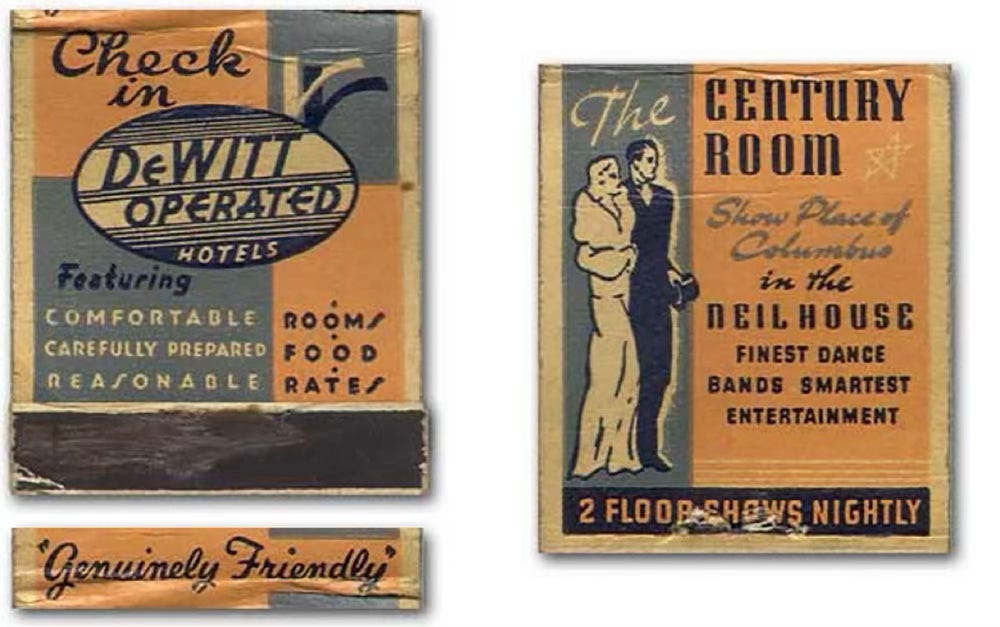 Check
in
DeWITT
OPERATED
HOTELS
Featuring
COMFORTABLE ROOMS
CAREFULLY PREPARED FOOD
REASONABLE RATES
"Genuinely Friendly"
The CENTURY
ROOM
Show Place of
Columbus
in the
NEIL HOUSE
FINEST DANCE
BANDS SMARTEST
ENTERTAINMENT
2 FLOOR SHOWS NIGHTLY